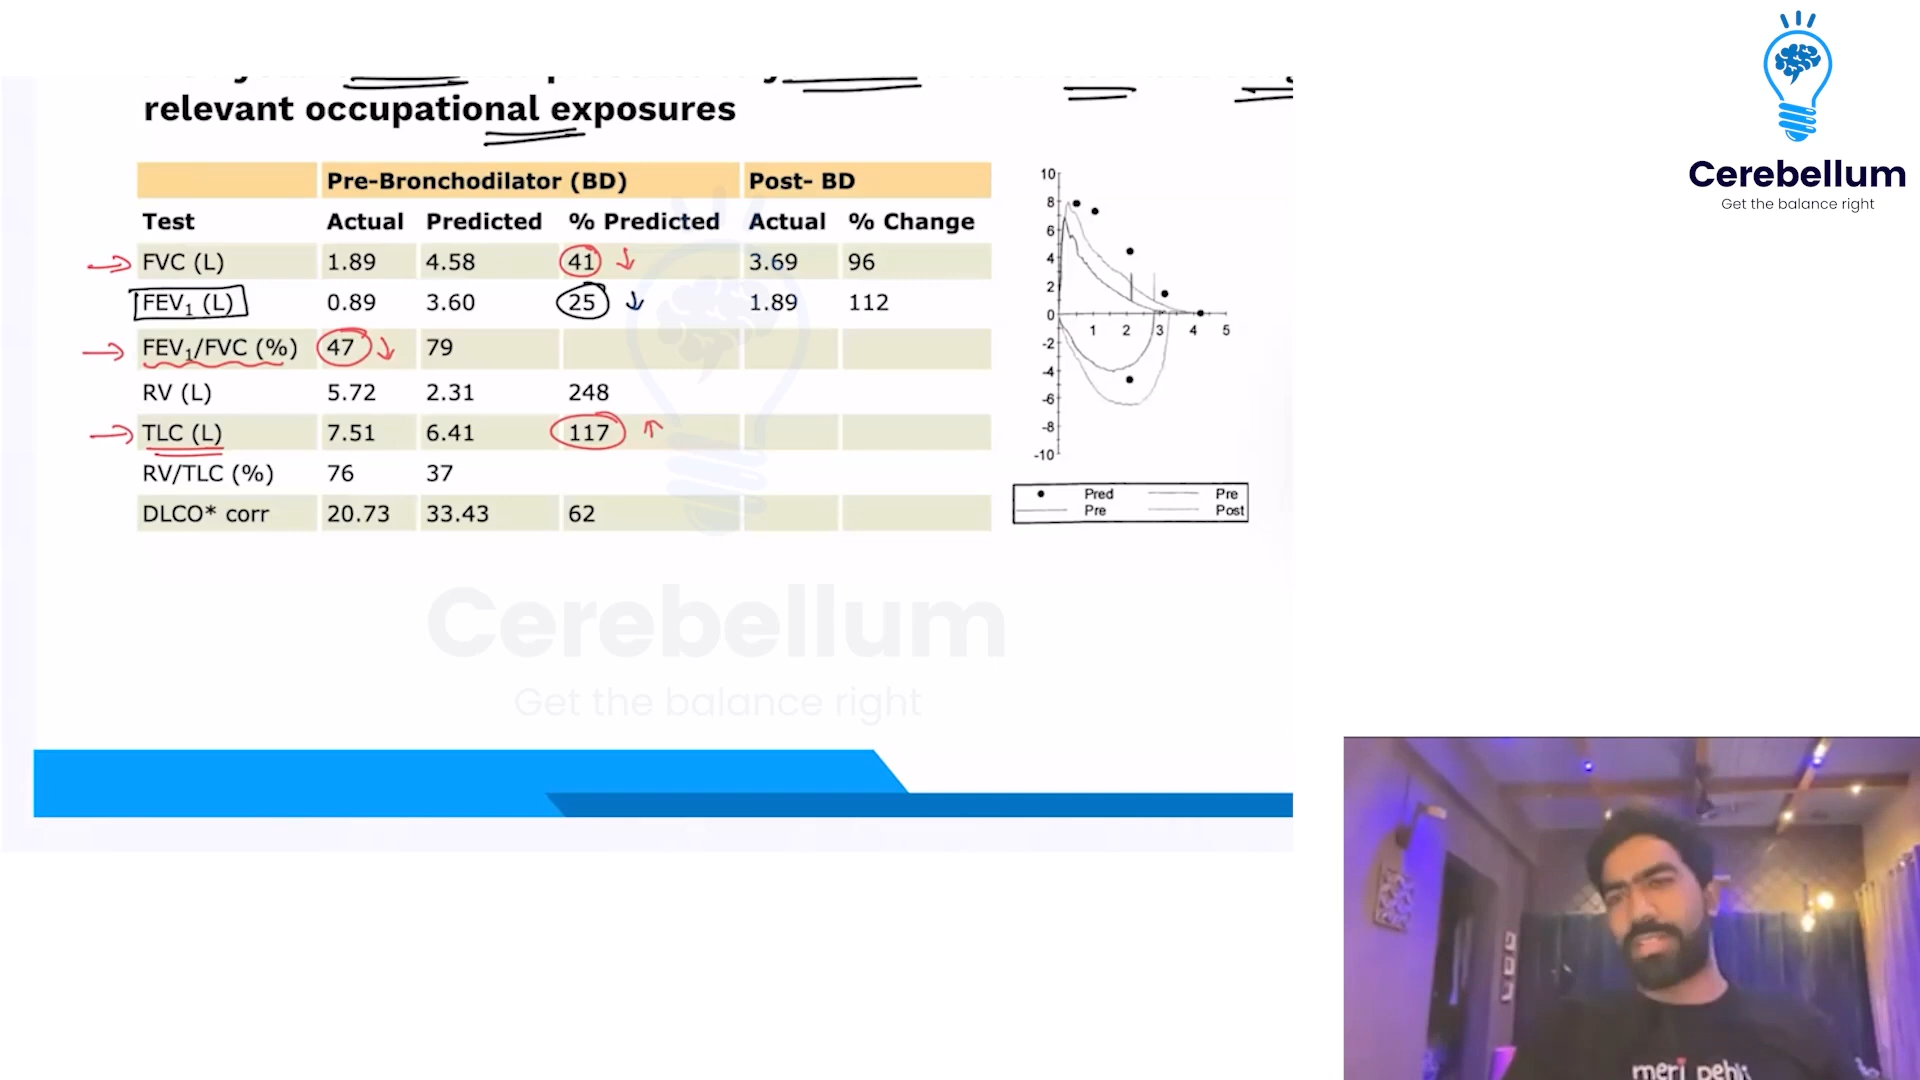 relevant occupational exposures
Pre-Bronchodilator (BD) Post- BD
Test Actual Predicted % Predicted Actual % Change
FVC (L) 1.89 4.58 41 ↓ 3.69 96
FEV₁ (L) 0.89 3.60 25 ↓ 1.89 112
FEV₁/FVC (%) 47 ↓ 79
RV (L) 5.72 2.31 248
TLC (L) 7.51 6.41 117 ↑
RV/TLC (%) 76 37
DLCO* corr 20.73 33.43 62
10
8
6
4
2
0
-2
-4
-6
-8
-10
1 2 3 4 5
Pred Pre
Pre Post
Cerebellum
Get the balance right
Cerebellum
Get the balance right
meri pehli